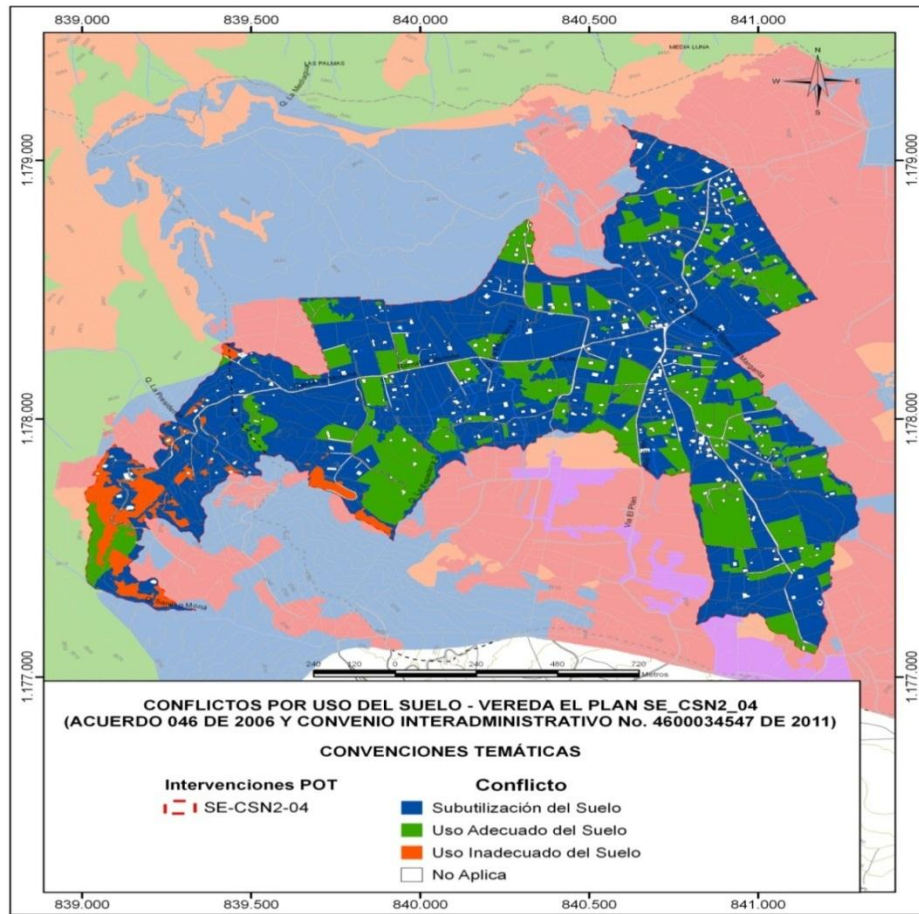 839.000 839.500 840.000 840.500 841.000
MEDIA LUNA
LAS PALMAS
N
W E
S
1.179.000 1.179.000
1.178.000 1.178.000
Via El Plan
1.177.000 1.177.000
240 120 0 240 480 720
Metros
CONFLICTOS POR USO DEL SUELO - VEREDA EL PLAN SE_CSN2_04
(ACUERDO 046 DE 2006 Y CONVENIO INTERADMINISTRATIVO No. 4600034547 DE 2011)
CONVENCIONES TEMÁTICAS
Intervenciones POT
SE-CSN2-04
Conflicto
Subutilización del Suelo
Uso Adecuado del Suelo
Uso Inadecuado del Suelo
No Aplica
839.000 839.500 840.000 840.500 841.000